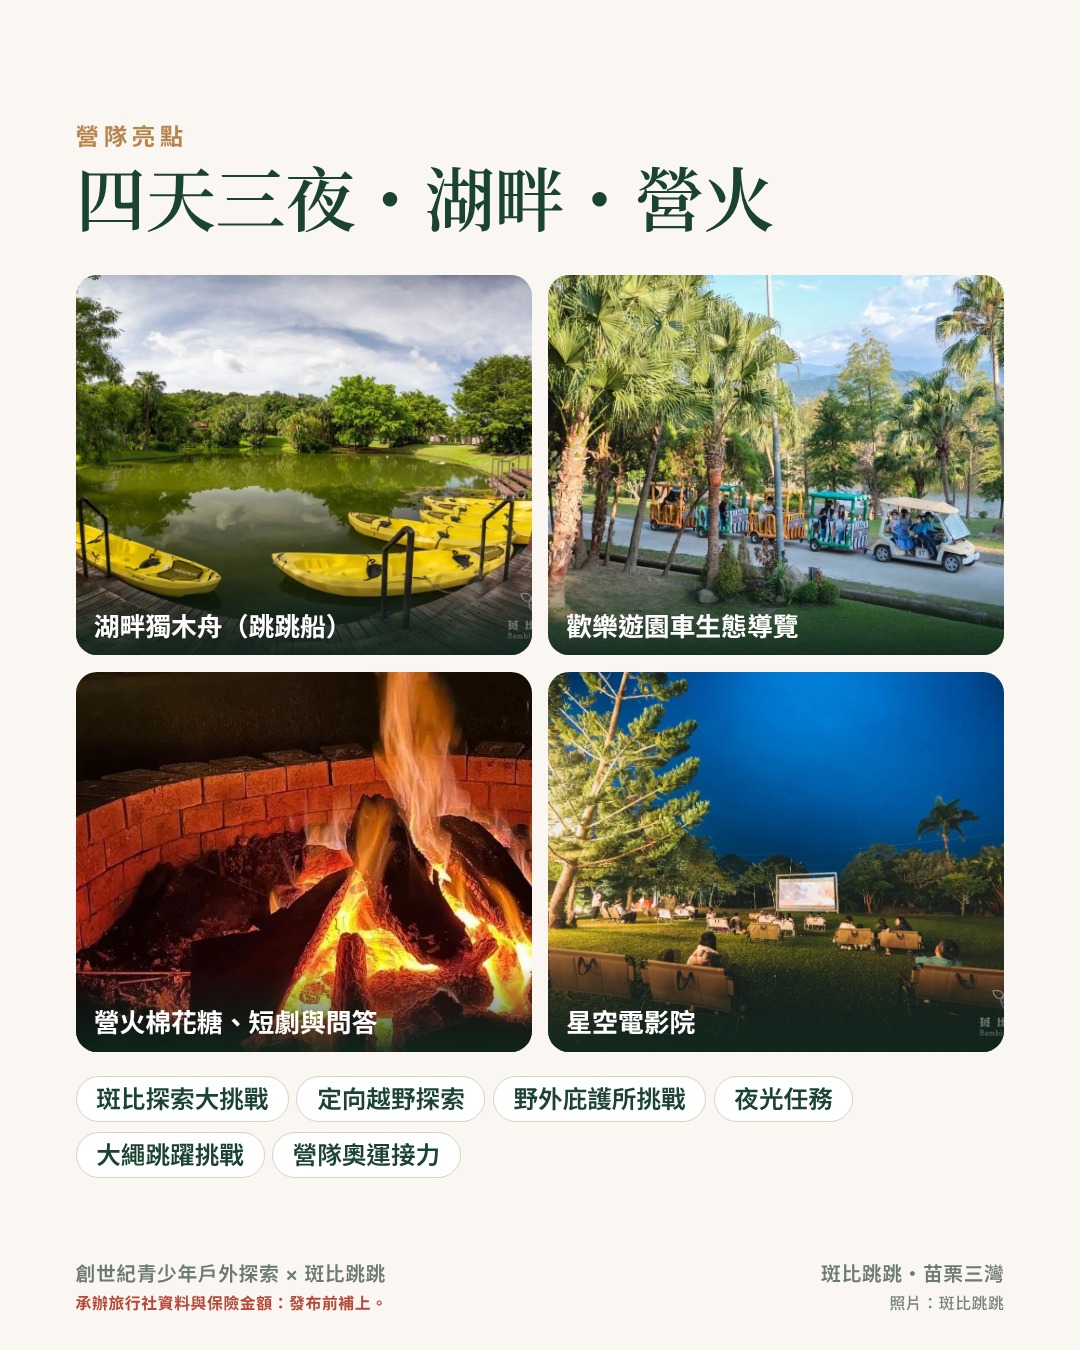 營隊亮點
四天三夜・湖畔・營火
湖畔獨木舟（跳跳船）
歡樂遊園車生態導覽
營火棉花糖、短劇與問答
星空電影院
斑比探索大挑戰
定向越野探索
野外庇護所挑戰
夜光任務
大繩跳躍挑戰
營隊奧運接力
創世紀青少年戶外探索 × 斑比跳跳
承辦旅行社資料與保險金額：發布前補上。
斑比跳跳・苗栗三灣
照片：斑比跳跳